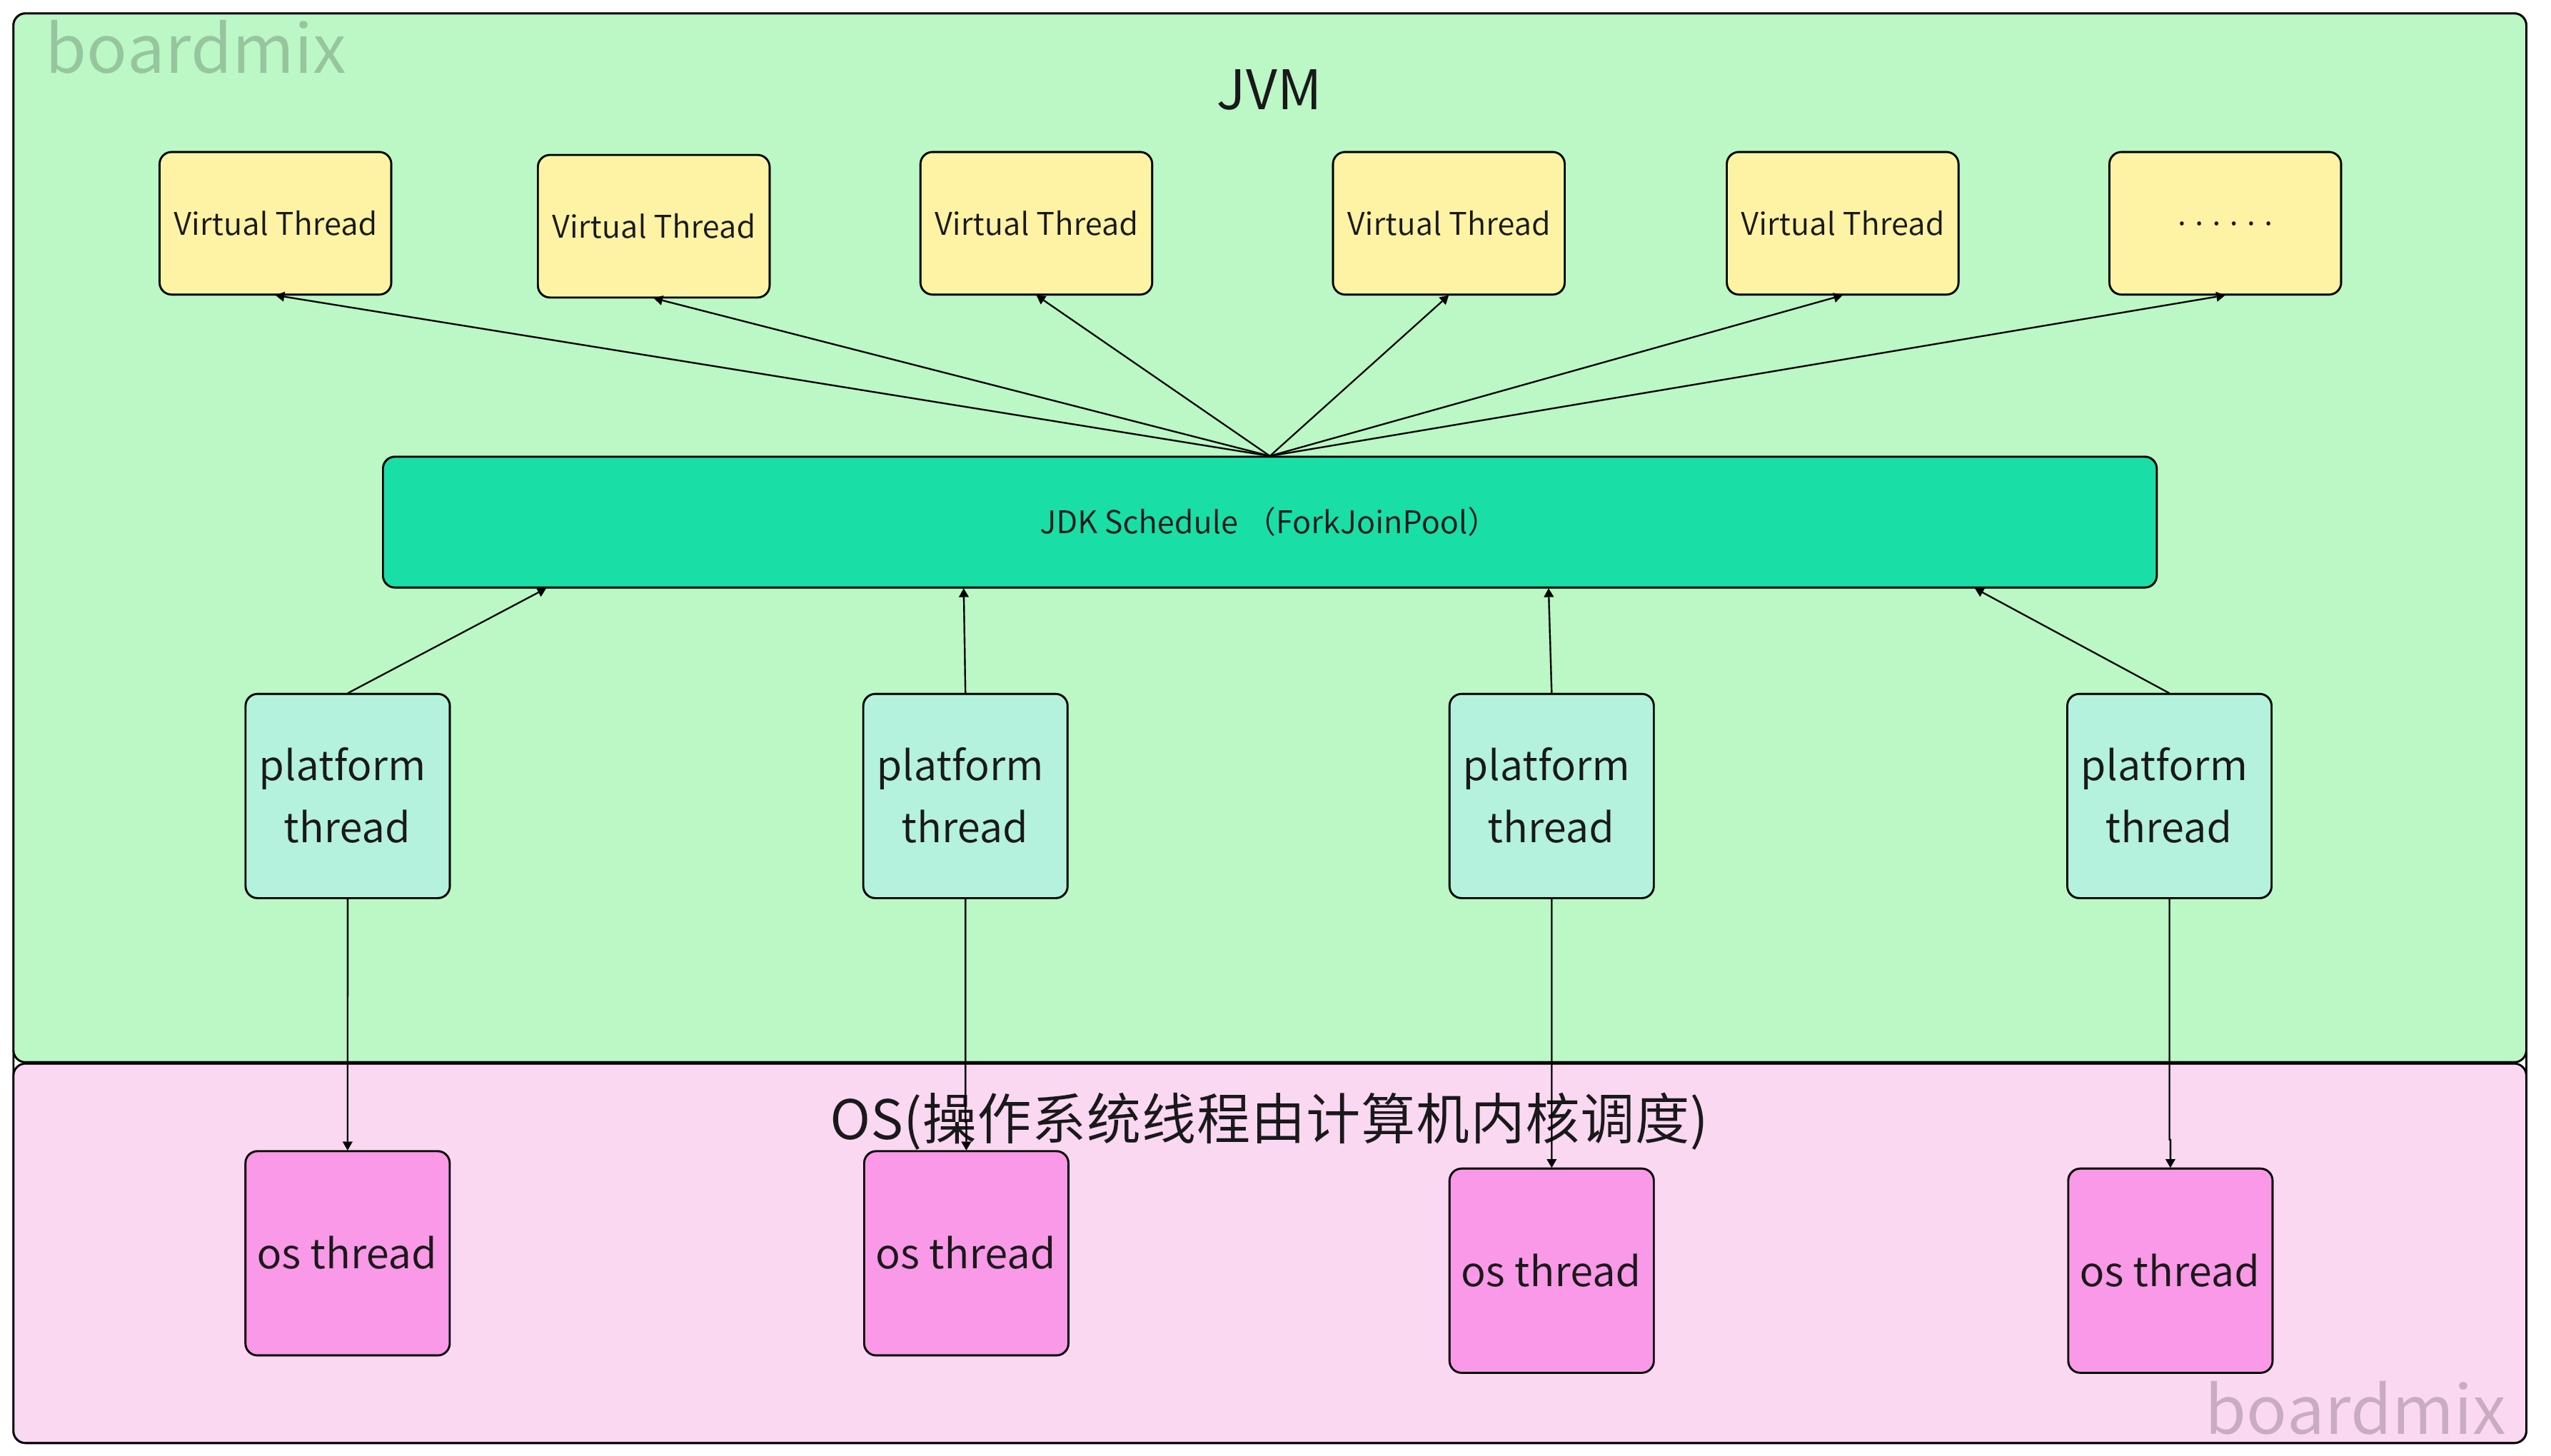 boardmix
JVM
Virtual Thread
Virtual Thread
Virtual Thread
Virtual Thread
Virtual Thread
· · · · · ·
JDK Schedule （ForkJoinPool）
platform
thread
platform
thread
platform
thread
platform
thread
OS(操作系统线程由计算机内核调度)
os thread
os thread
os thread
os thread
boardmix